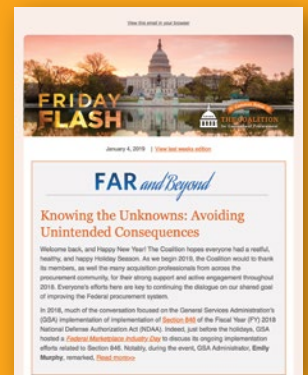 View this email in your browser
FRIDAY
FLASH
THE COALITION
for Government Procurement
January 4, 2019 | View last weeks edition
FAR and Beyond
Knowing the Unknowns: Avoiding
Unintended Consequences
Welcome back, and Happy New Year! The Coalition hopes everyone had a restful,
healthy, and happy Holiday Season. As we begin 2019, the Coalition would to thank
its members, as well the many acquisition professionals from across the
procurement community, for their strong support and active engagement throughout
2018. Everyone's efforts here are key to continuing the dialogue on our shared goal
of improving the Federal procurement system.
In 2018, much of the conversation focused on the General Services Administration's
(GSA) implementation of implementation of Section 846 of the Fiscal Year (FY) 2018
National Defense Authorization Act (NDAA). Indeed, just before the holidays, GSA
hosted a Federal Marketplace Industry Day to discuss its ongoing implementation
efforts related to Section 846. Notably, during the event, GSA Administrator, Emily
Murphy, remarked, Read more>>